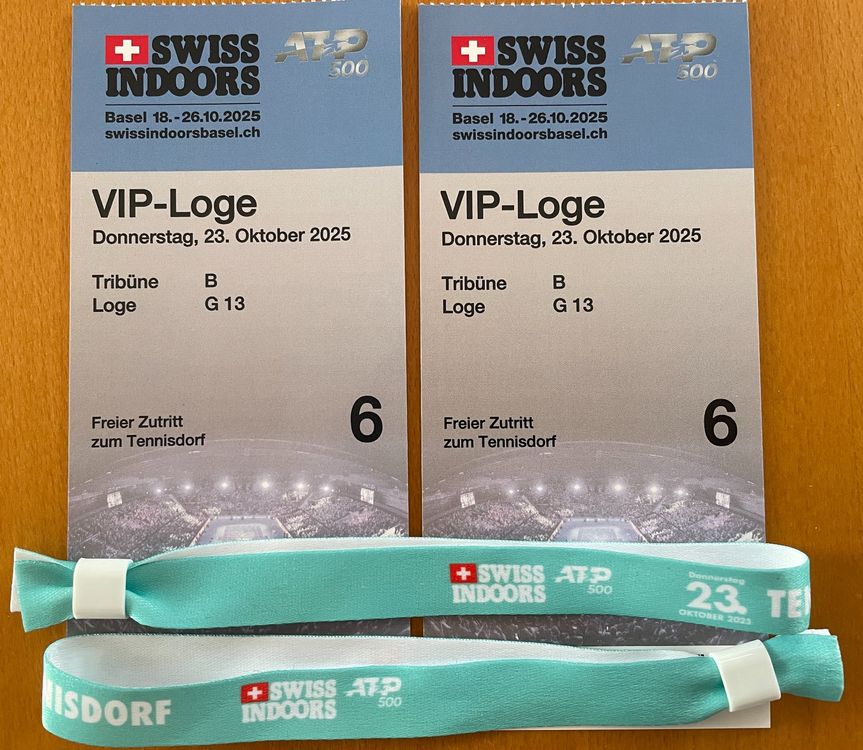 SWISS
INDOORS
ATP
500
Basel 18.-26.10.2025
swissindoorsbasel.ch
VIP-Loge
Donnerstag, 23. Oktober 2025
Tribüne B
Loge G 13
Freier Zutritt
zum Tennisdorf
6
SWISS
INDOORS
ATP
500
Basel 18.-26.10.2025
swissindoorsbasel.ch
VIP-Loge
Donnerstag, 23. Oktober 2025
Tribüne B
Loge G 13
Freier Zutritt
zum Tennisdorf
6
SWISS
INDOORS
ATP
500
Donnerstag
23.
OKTOBER 2025
TE
NISDORF
SWISS
INDOORS
ATP
500